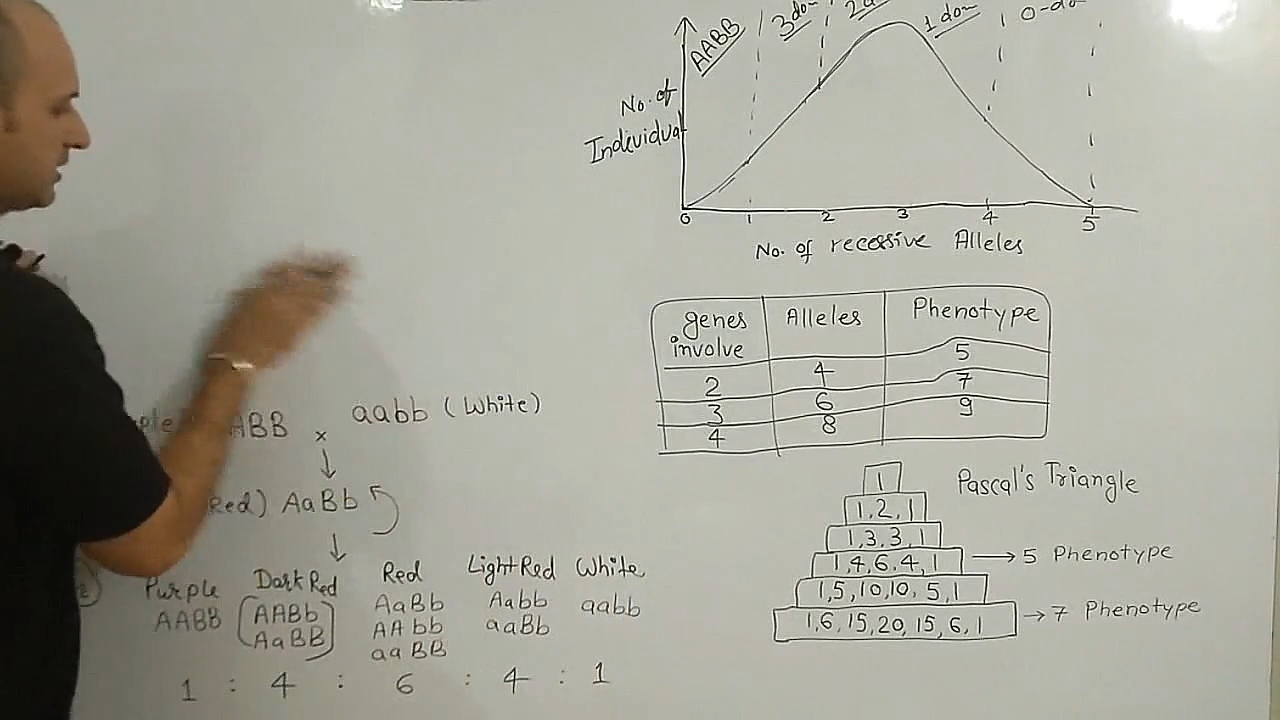 AABB
3 dom
1 dom
No. of
Individual
0 1 2 3 4 5
No. of recessive Alleles
genes involve Alleles Phenotype
2 4 5
3 6 7
4 8 9
Pascal's Triangle
1
1, 2, 1
1, 3, 3, 1
1, 4, 6, 4, 1 → 5 Phenotype
1, 5, 10, 10, 5, 1
1, 6, 15, 20, 15, 6, 1 → 7 Phenotype
ABB × aabb (White)
↓
Red) AaBb
↓
Purple Dark Red Red Light Red White
AABB AABb AaBb Aabb aabb
AaBB AAbb aaBb
aaBB
1 : 4 : 6 : 4 : 1